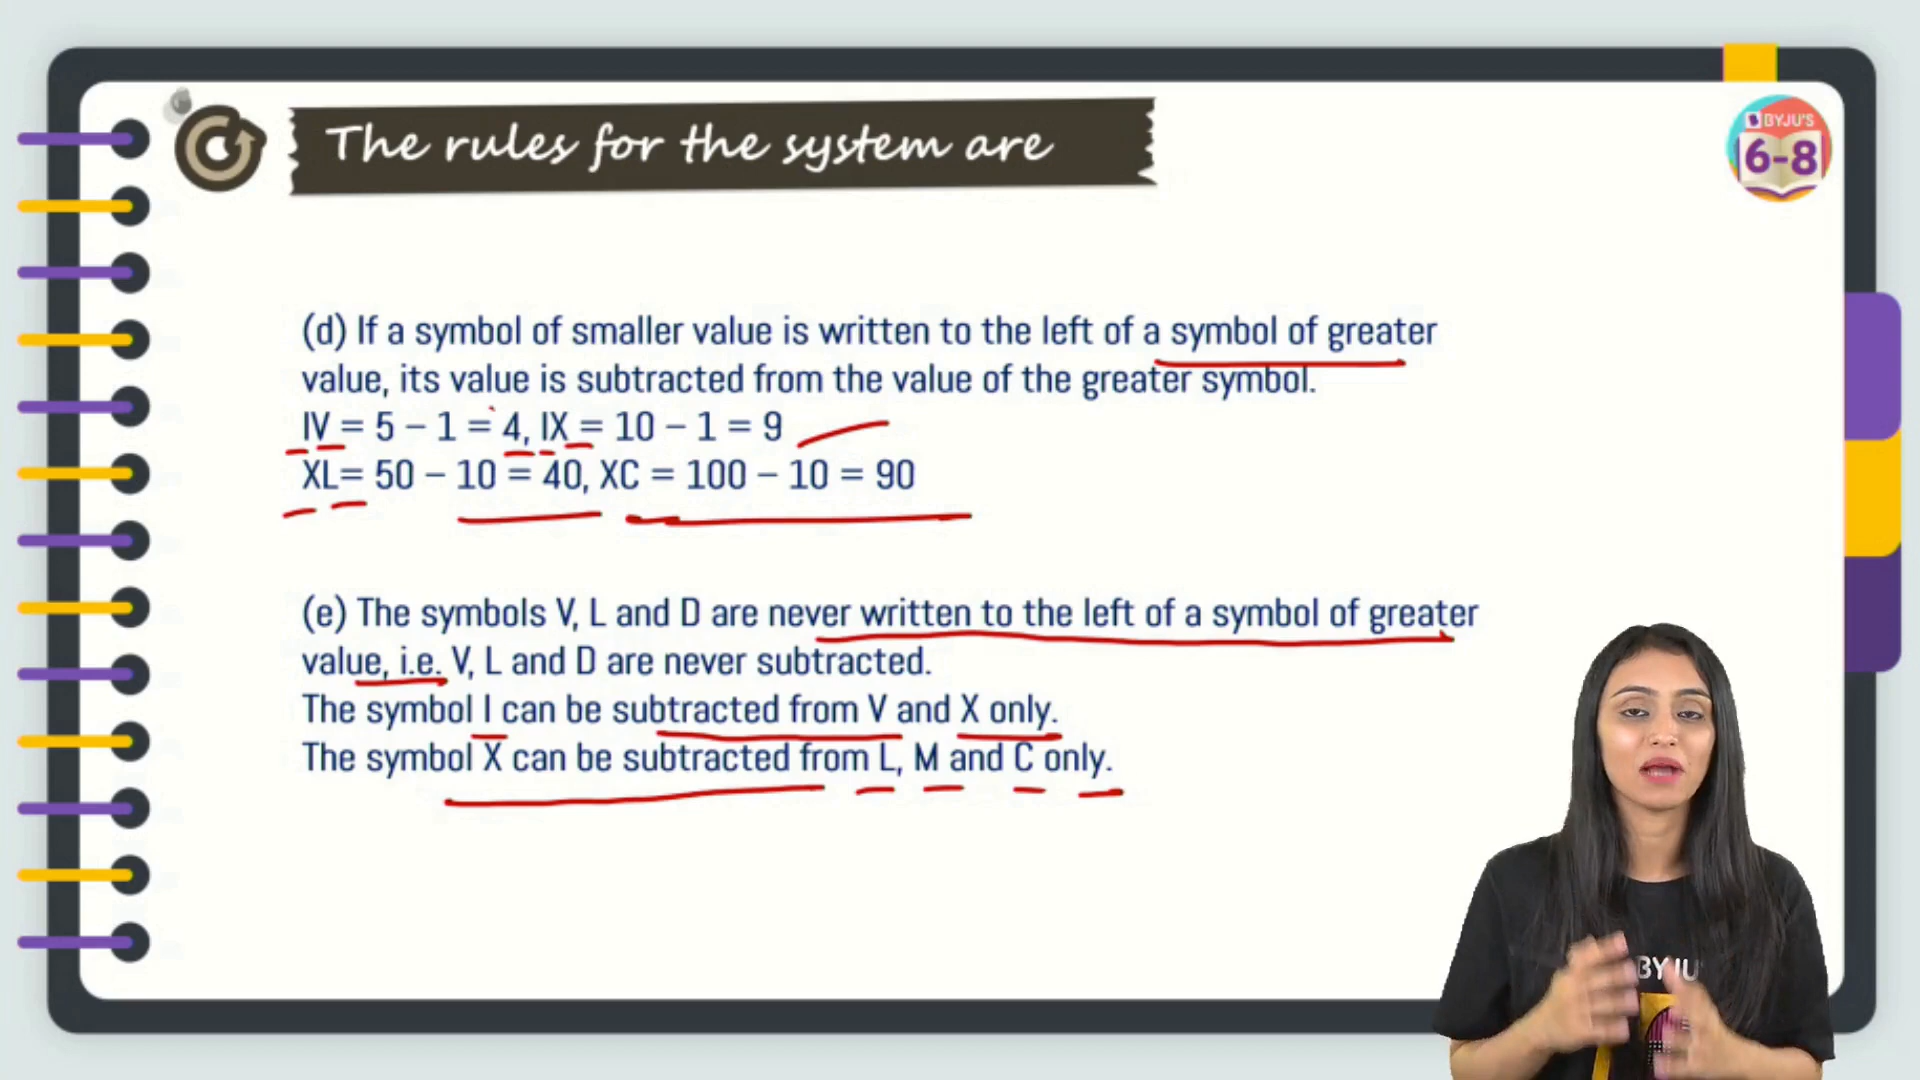 The rules for the system are
BYJU'S
6-8
(d) If a symbol of smaller value is written to the left of a symbol of greater
value, its value is subtracted from the value of the greater symbol.
IV = 5 – 1 = 4, IX = 10 – 1 = 9
XL= 50 – 10 = 40, XC = 100 – 10 = 90
(e) The symbols V, L and D are never written to the left of a symbol of greater
value, i.e. V, L and D are never subtracted.
The symbol I can be subtracted from V and X only.
The symbol X can be subtracted from L, M and C only.
BYJU